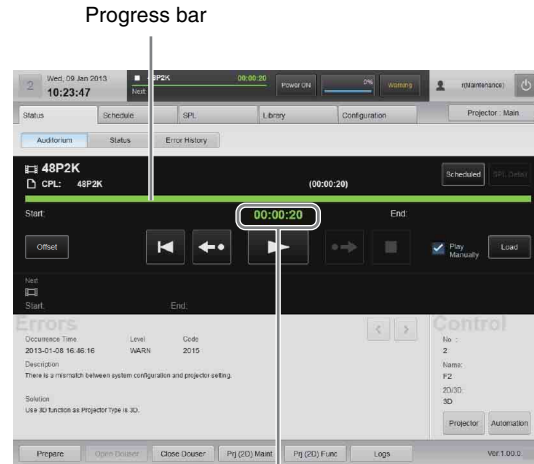 Progress bar
2 Wed, 09 Jan 2013 10:23:47
48P2K 00:00:20
Next
Power ON 0% Warning
Projector : Main
Status Schedule SPL Library Configuration
Auditorium Status Error History
48P2K
CPL: 48P2K (00:00:20)
Scheduled SPL Detail
Start: 00:00:20 End:
Offset Play Manually Load
Next
Start: End:
Errors
Occurrence Time Level Code
2013-01-08 16:46:16 WARN 2015
Description
There is a mismatch between system configuration and projector setting.
Solution
Use 3D function as Projector Type is 3D.
Control
No. :
2
Name:
F2
2D/3D:
3D
Projector Automation
Prepare Open Douser Close Douser Prj (2D) Maint Prj (2D) Func Logs Ver.1.00.0